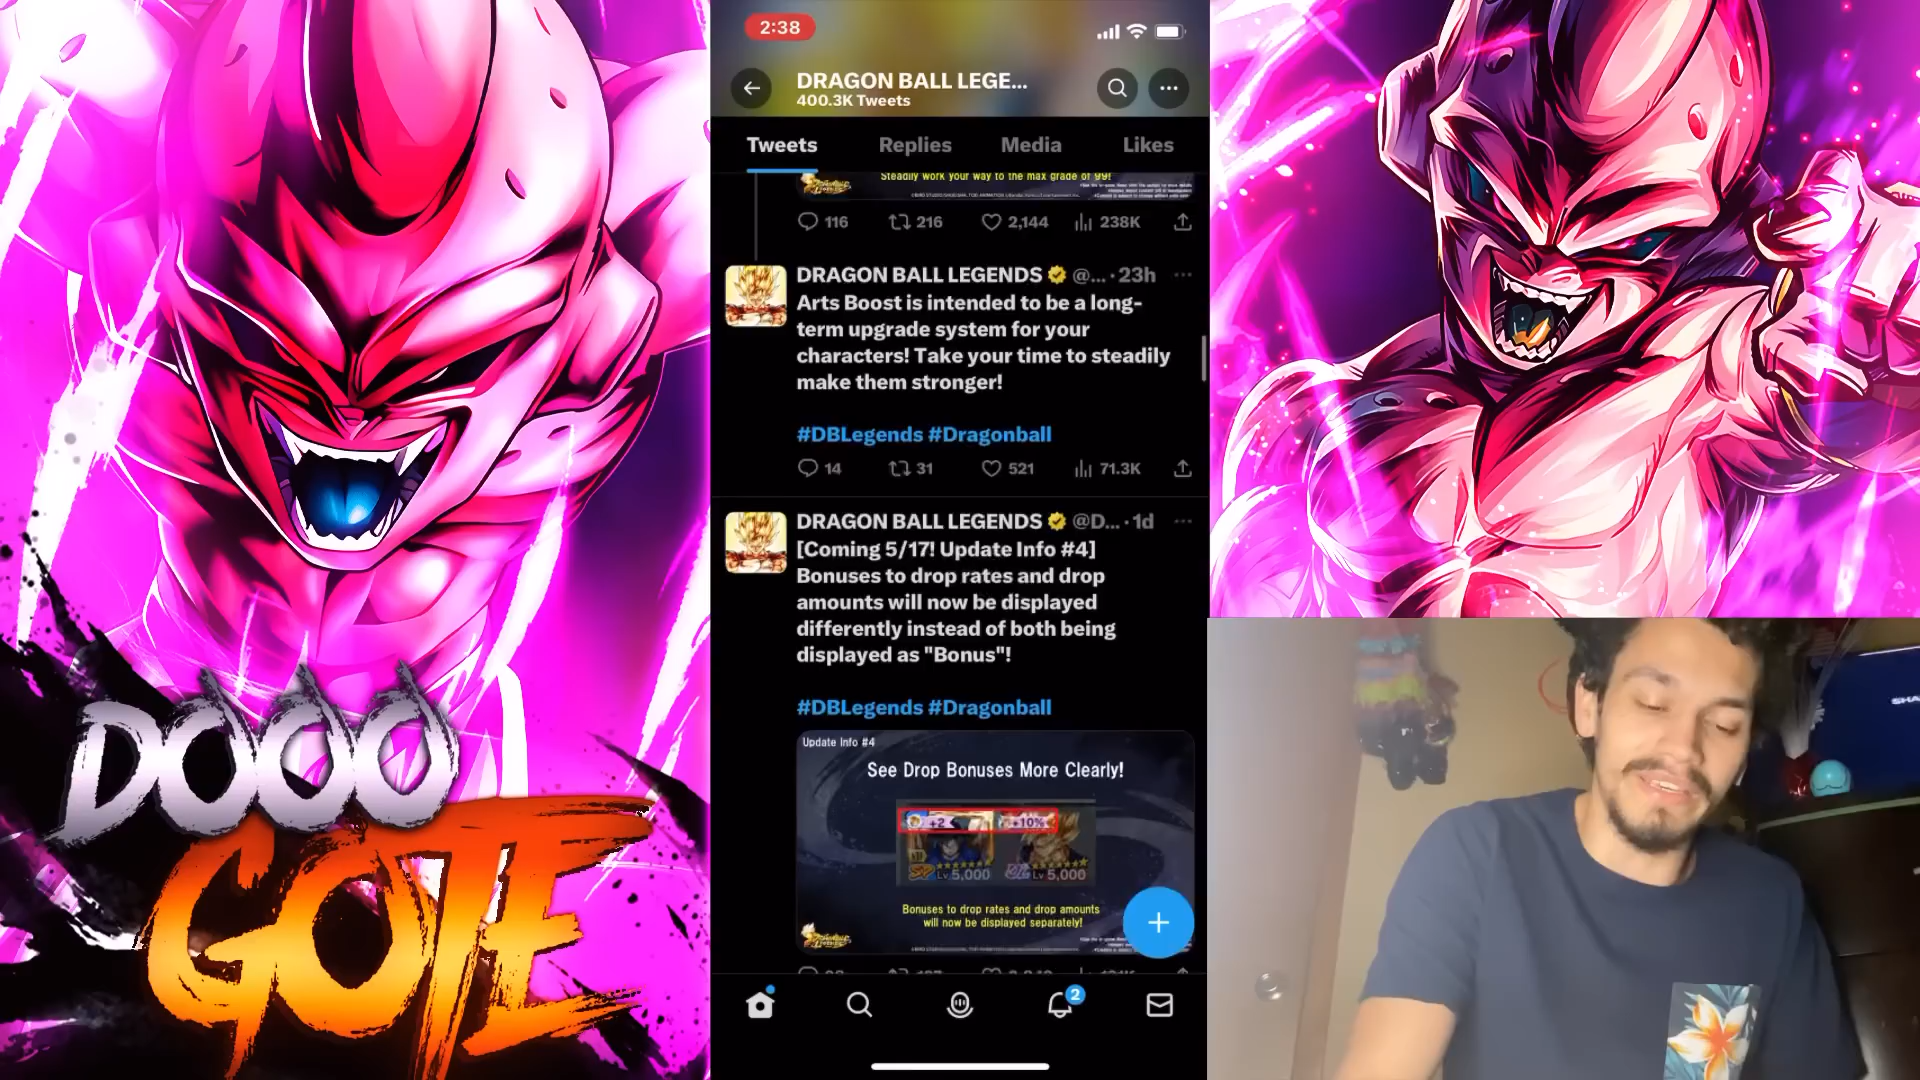 2:38
DRAGON BALL LEGE...
400.3K Tweets
Tweets
Replies
Media
Likes
Steadily work your way to the max grade of 99!
116
216
2,144
238K
DRAGON BALL LEGENDS @... · 23h
Arts Boost is intended to be a long-
term upgrade system for your
characters! Take your time to steadily
make them stronger!
#DBLegends #Dragonball
14
31
521
71.3K
DRAGON BALL LEGENDS @D... · 1d
[Coming 5/17! Update Info #4]
Bonuses to drop rates and drop
amounts will now be displayed
differently instead of both being
displayed as "Bonus"!
#DBLegends #Dragonball
Update Info #4
See Drop Bonuses More Clearly!
+2
+10%
Lv 5,000
Lv 5,000
Bonuses to drop rates and drop amounts
will now be displayed separately!
2
DOOO
GOTE
SHA